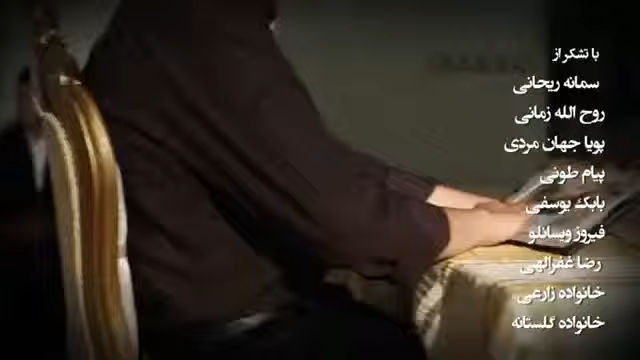 با تشکر از
سمانه ریحانی
روح الله زمانی
پویا جهان مردی
پیام طونی
بابک یوسفی
فیروز ویسانلو
رضا غفرالهی
خانواده زارعی
خانواده گلستانه